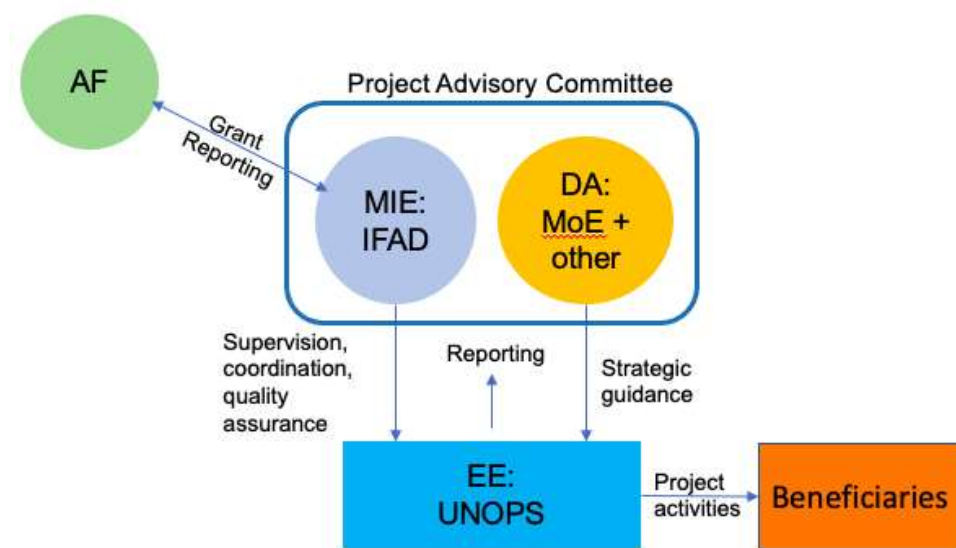 AF
Project Advisory Committee
Grant
Reporting
MIE:
IFAD
DA:
MoE +
other
Supervision,
coordination,
quality
assurance
Reporting
Strategic
guidance
EE:
UNOPS
Project
activities
Beneficiaries